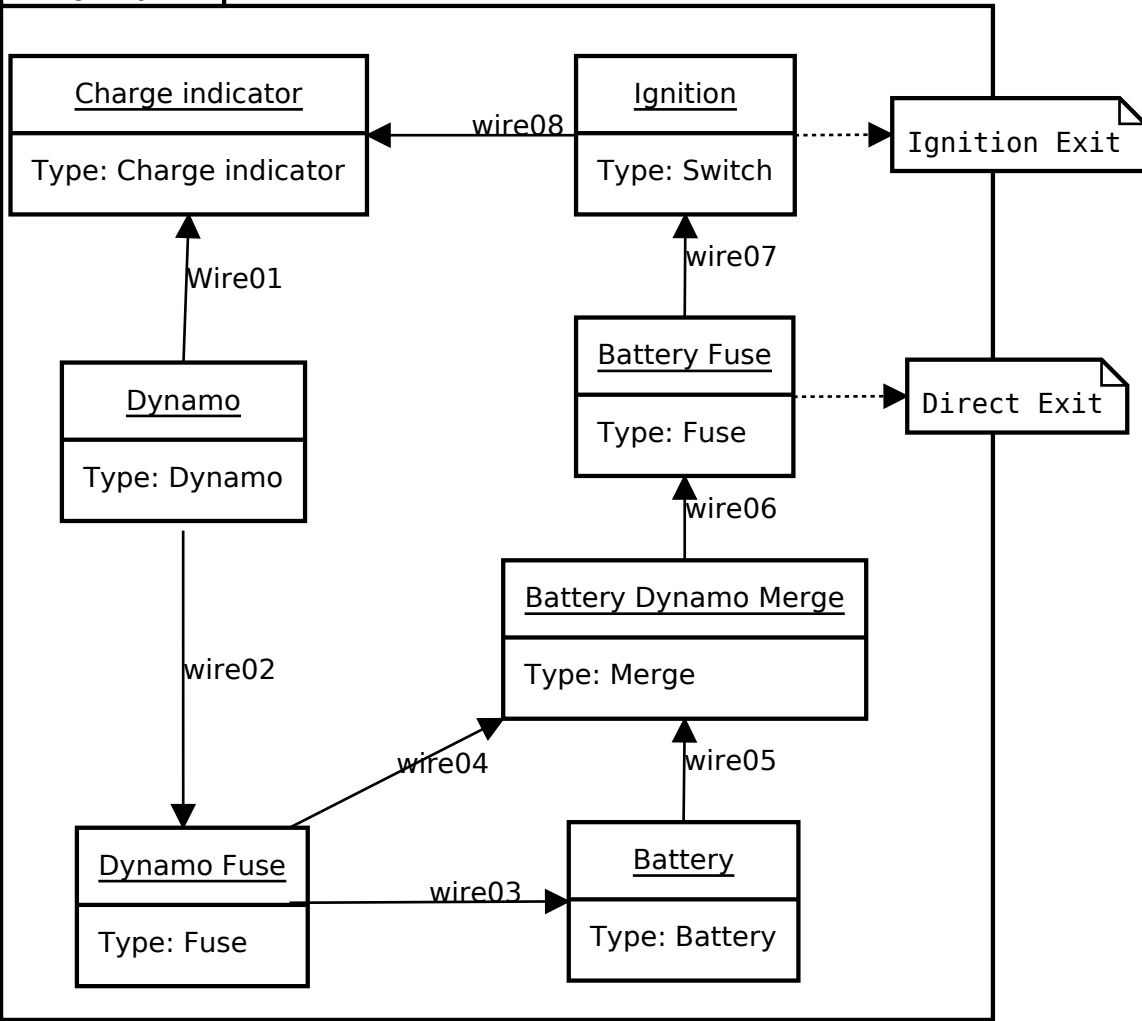 Charge indicator
Type: Charge indicator
wire08
Ignition
Type: Switch
Ignition Exit
Wire01
wire07
Dynamo
Type: Dynamo
Battery Fuse
Type: Fuse
Direct Exit
wire06
wire02
Battery Dynamo Merge
Type: Merge
wire04
wire05
Dynamo Fuse
Type: Fuse
wire03
Battery
Type: Battery